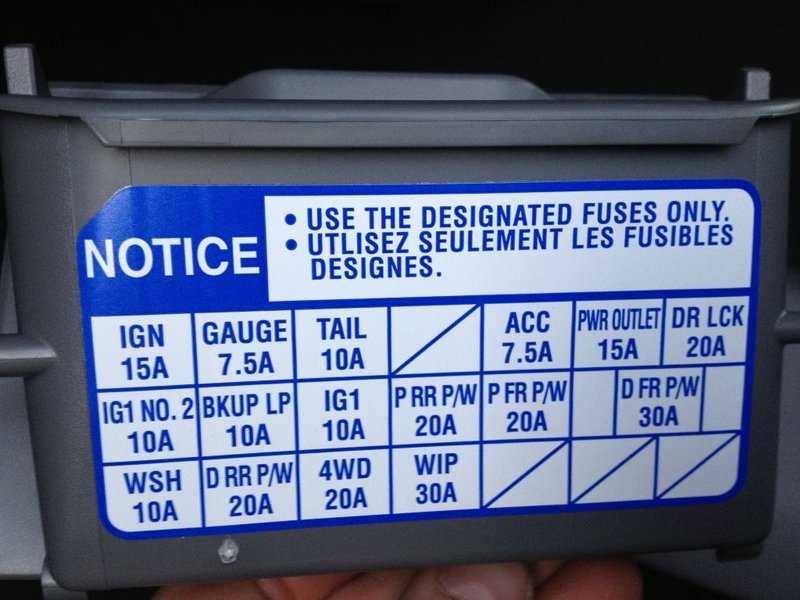 NOTICE
• USE THE DESIGNATED FUSES ONLY.
• UTLISEZ SEULEMENT LES FUSIBLES
DESIGNES.
IGN GAUGE TAIL ACC PWR OUTLET DR LCK
15A 7.5A 10A 7.5A 15A 20A
IG1 NO. 2 BKUP LP IG1 P RR P/W P FR P/W D FR P/W
10A 10A 10A 20A 20A 30A
WSH D RR P/W 4WD WIP
10A 20A 20A 30A